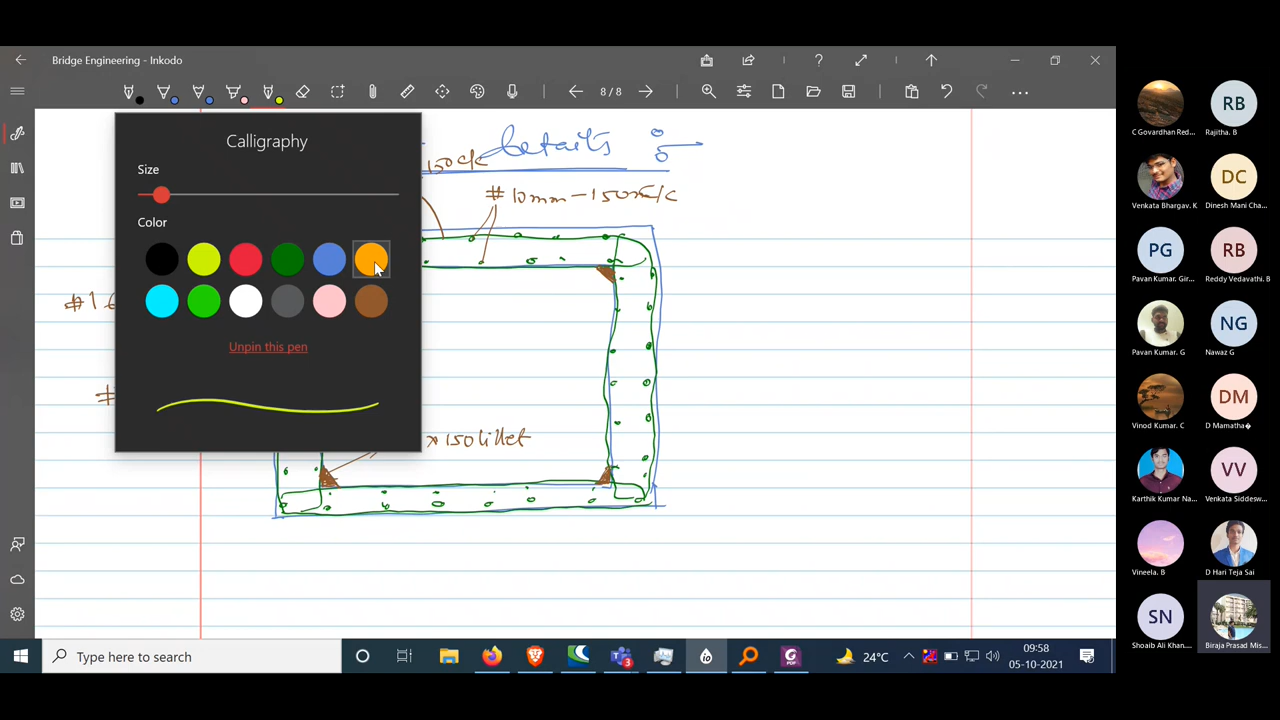 Bridge Engineering - Inkodo
8/8
Calligraphy
Size
Color
Unpin this pen
Details
150c/c
# 10mm - 150mm c/c
#16
#
x 150 fillet
C Govardhan Red...
Rajitha. B
RB
Venkata Bhargav. K
Dinesh Mani Cha...
DC
Pavan Kumar. Gir...
PG
Reddy Vedavathi. B
RB
Pavan Kumar. G
Nawaz G
NG
Vinod Kumar. C
D Mamatha�
DM
Karthik Kumar Na...
Venkata Siddesw...
VV
Vineela. B
D Hari Teja Sai
Shoaib Ali Khan....
SN
Biraja Prasad Mis...
Type here to search
24°C
09:58
05-10-2021